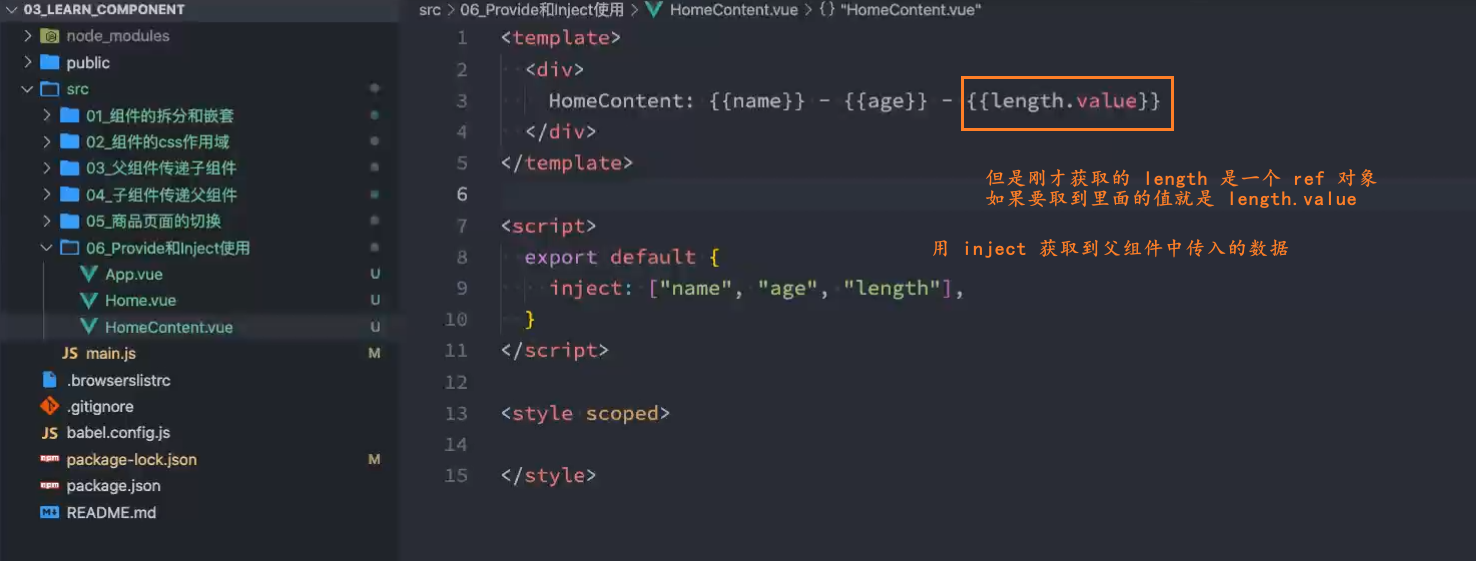 03_LEARN_COMPONENT
node_modules
public
src
01_组件的拆分和嵌套
02_组件的css作用域
03_父组件传递子组件
04_子组件传递父组件
05_商品页面的切换
06_Provide和Inject使用
App.vue U
Home.vue U
HomeContent.vue U
JS main.js M
.browserslistrc
.gitignore
JS babel.config.js
npm package-lock.json M
npm package.json
M↓ README.md
src > 06_Provide和Inject使用 > HomeContent.vue > {} "HomeContent.vue"
1 <template>
2 <div>
3 HomeContent: {{name}} - {{age}} - {{length.value}}
4 </div>
5 </template>
6
7 <script>
8 export default {
9 inject: ["name", "age", "length"],
10 }
11 </script>
12
13 <style scoped>
14
15 </style>
但是刚才获取的 length 是一个 ref 对象
如果要取到里面的值就是 length.value
用 inject 获取到父组件中传入的数据